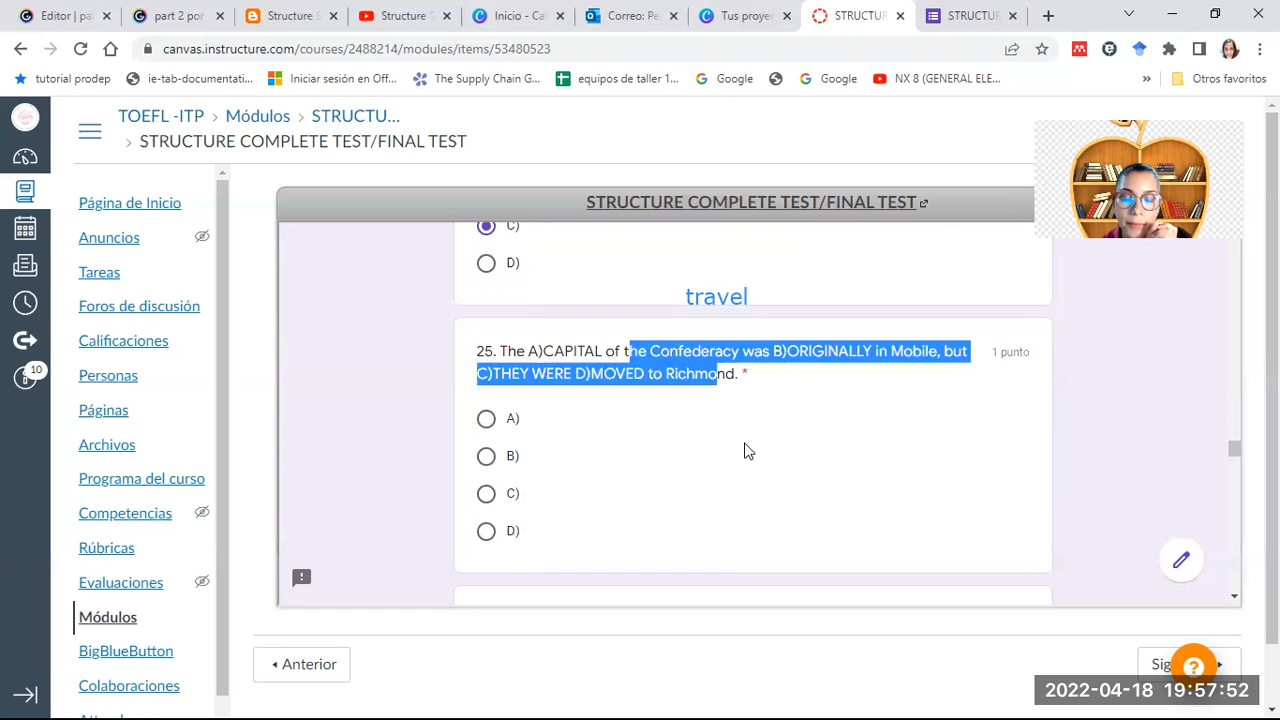 Editor | pa
part 2 por
Structure S
Structure
Inicio - Ca
Correo: Pe
Tus proye
STRUCTUR
STRUCTUR
canvas.instructure.com/courses/2488214/modules/items/53480523
tutorial prodep
ie-tab-documentati...
Iniciar sesión en Off...
The Supply Chain G...
equipos de taller 1...
Google
Google
NX 8 (GENERAL ELE...
»
Otros favoritos
TOEFL -ITP › Módulos › STRUCTU...
› STRUCTURE COMPLETE TEST/FINAL TEST
Página de Inicio
Anuncios
Tareas
Foros de discusión
Calificaciones
Personas
Páginas
Archivos
Programa del curso
Competencias
Rúbricas
Evaluaciones
Módulos
BigBlueButton
Colaboraciones
10
STRUCTURE COMPLETE TEST/FINAL TEST
C)
D)
travel
25. The A)CAPITAL of the Confederacy was B)ORIGINALLY in Mobile, but
C)THEY WERE D)MOVED to Richmond. *
1 punto
A)
B)
C)
D)
Anterior
Sig
2022-04-18 19:57:52